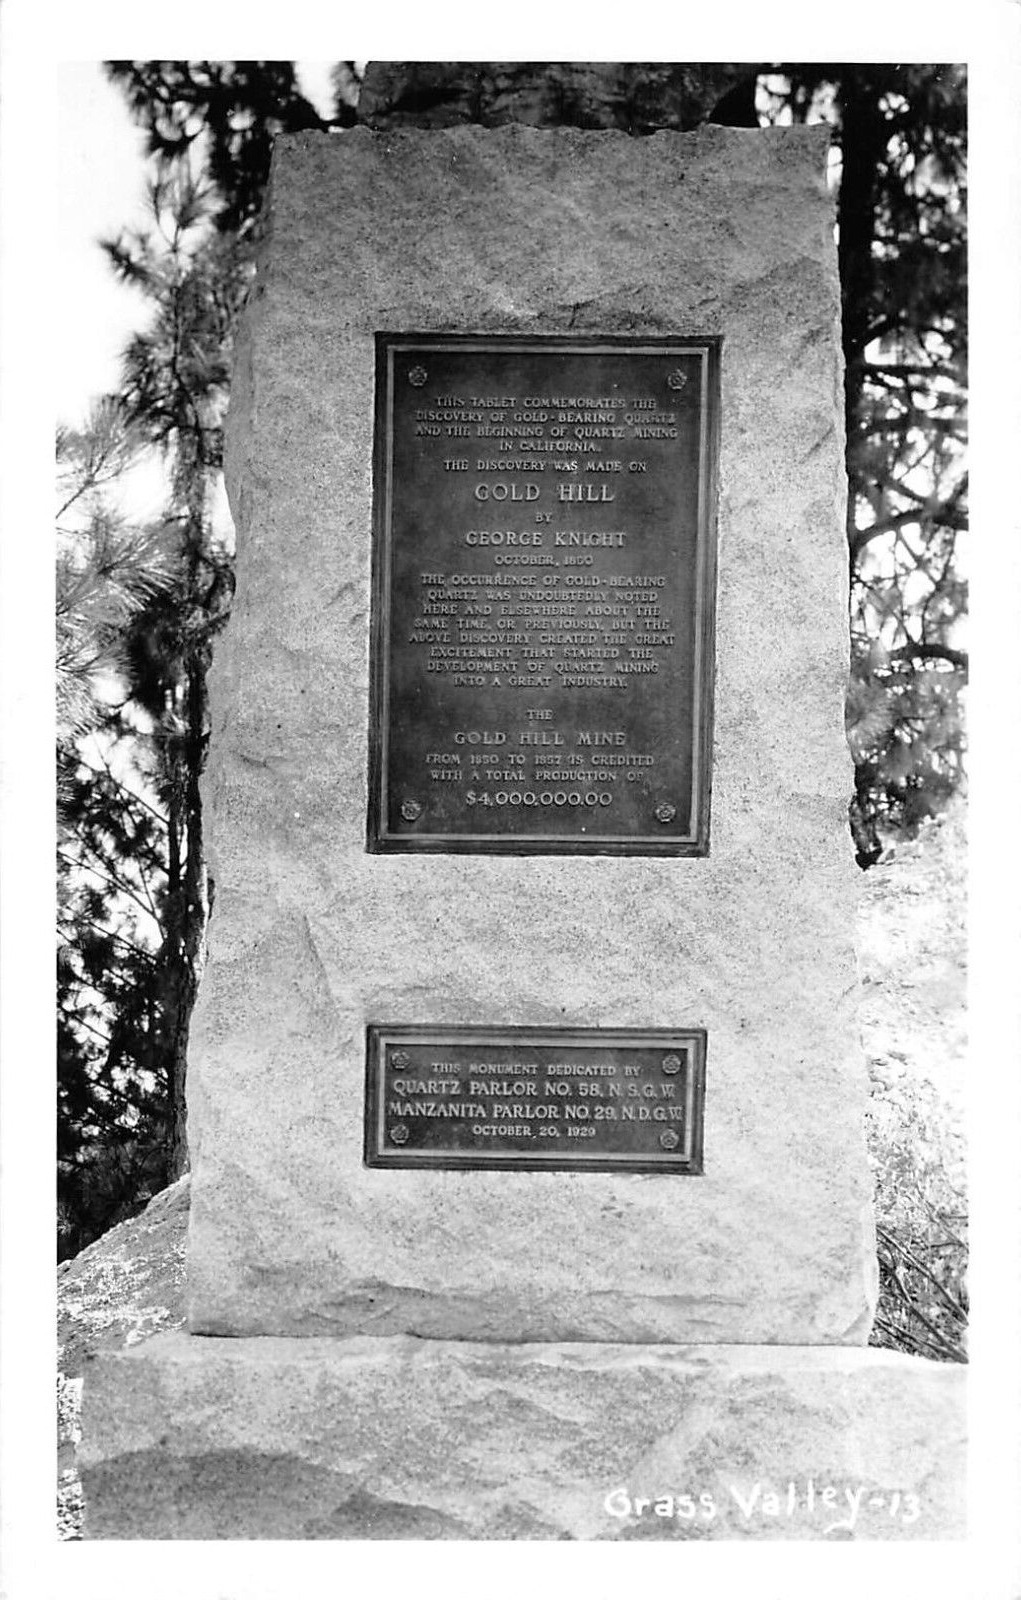 THIS TABLET COMMEMORATES THE
DISCOVERY OF GOLD-BEARING QUARTZ
AND THE BEGINNING OF QUARTZ MINING
IN CALIFORNIA.
THE DISCOVERY WAS MADE ON
GOLD HILL
BY
GEORGE KNIGHT
OCTOBER, 1850
THE OCCURRENCE OF GOLD-BEARING
QUARTZ WAS UNDOUBTEDLY NOTED
HERE AND ELSEWHERE ABOUT THE
SAME TIME, OR PREVIOUSLY, BUT THE
ABOVE DISCOVERY CREATED THE GREAT
EXCITEMENT THAT STARTED THE
DEVELOPMENT OF QUARTZ MINING
INTO A GREAT INDUSTRY.
THE
GOLD HILL MINE
FROM 1850 TO 1857 IS CREDITED
WITH A TOTAL PRODUCTION OF
$4,000,000.00
THIS MONUMENT DEDICATED BY
QUARTZ PARLOR NO. 58, N.S.G.W.
MANZANITA PARLOR NO. 29, N.D.G.W.
OCTOBER 20, 1929
Grass Valley-13